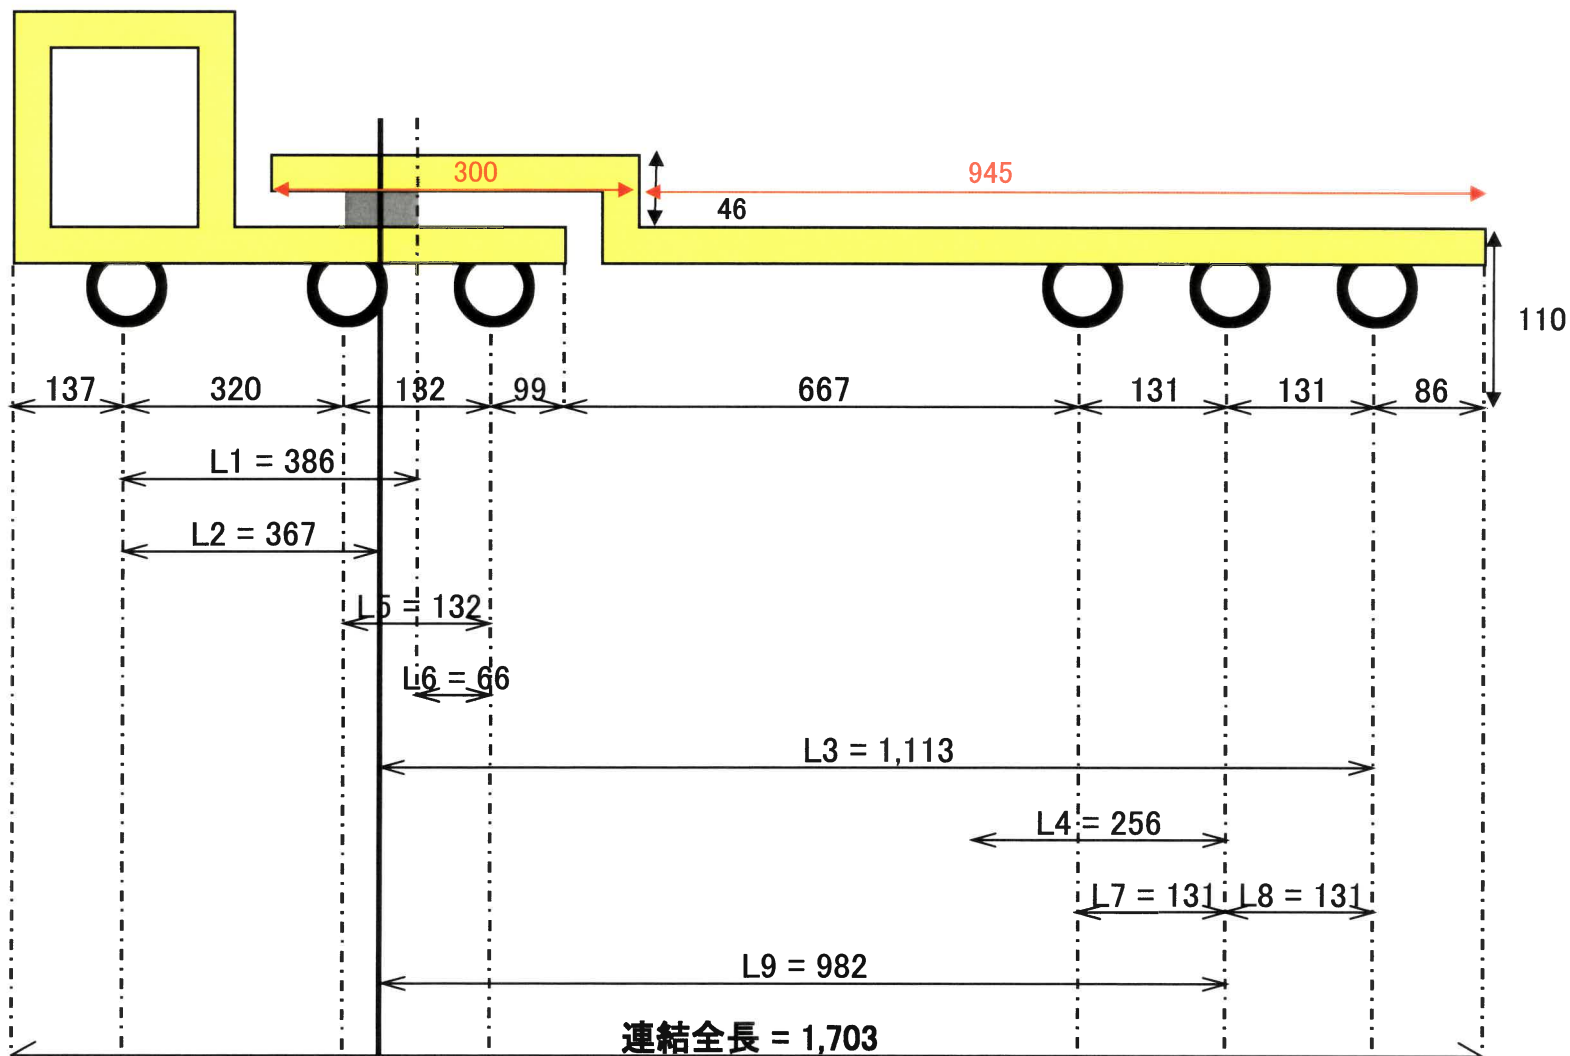 300
945
46
110
137
320
132
99
667
131
131
86
L1 = 386
L2 = 367
L5 = 132
L6 = 66
L3 = 1,113
L4 = 256
L7 = 131
L8 = 131
L9 = 982
連結全長 = 1,703